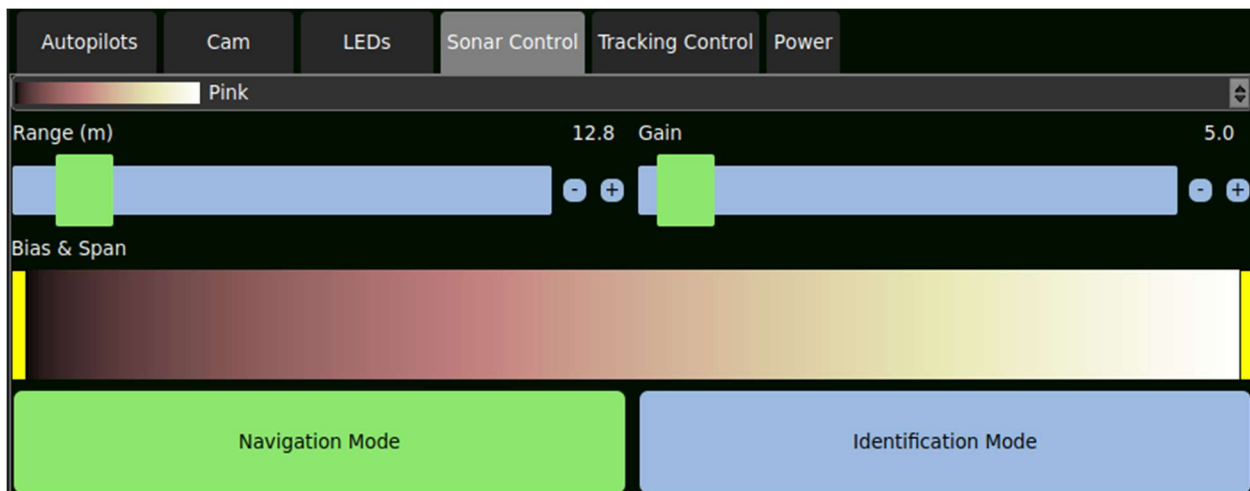 Autopilots Cam LEDs Sonar Control Tracking Control Power
Pink
Range (m) 12.8 Gain 5.0
- + - +
Bias & Span
Navigation Mode Identification Mode